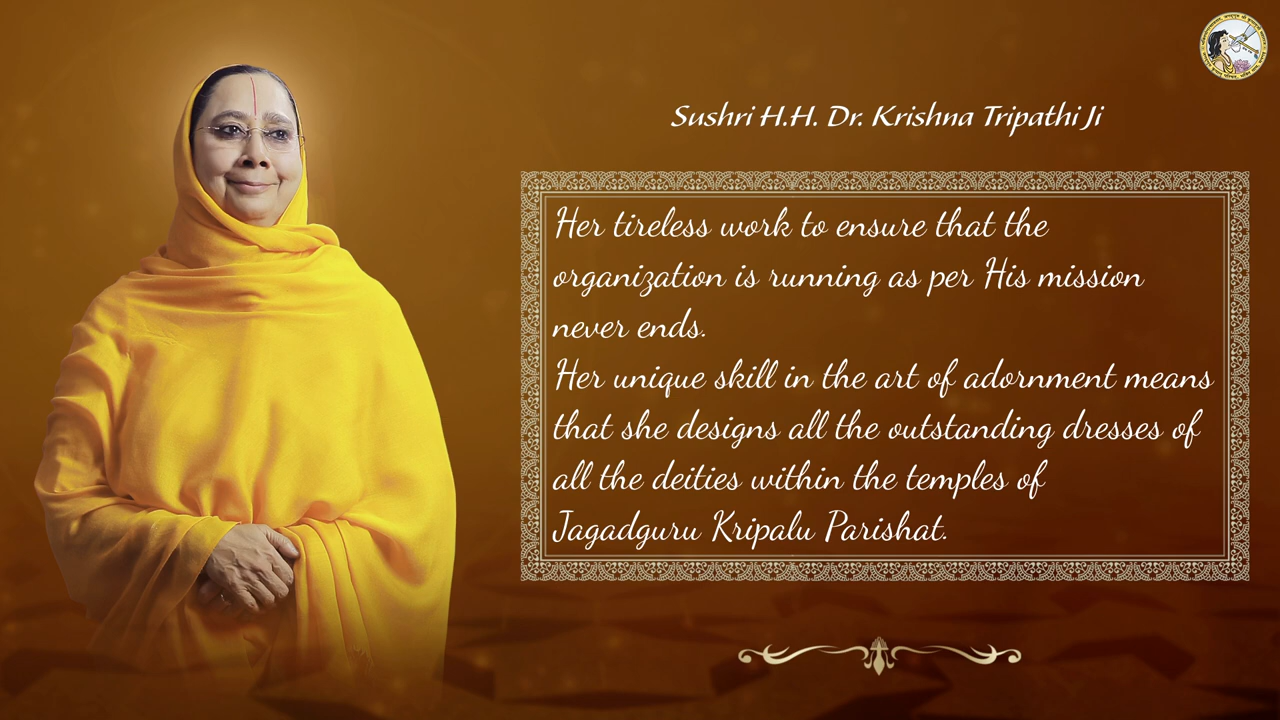 Sushri H.H. Dr. Krishna Tripathi Ji
Her tireless work to ensure that the
organization is running as per His mission
never ends.
Her unique skill in the art of adornment means
that she designs all the outstanding dresses of
all the deities within the temples of
Jagadguru Kripalu Parishat.